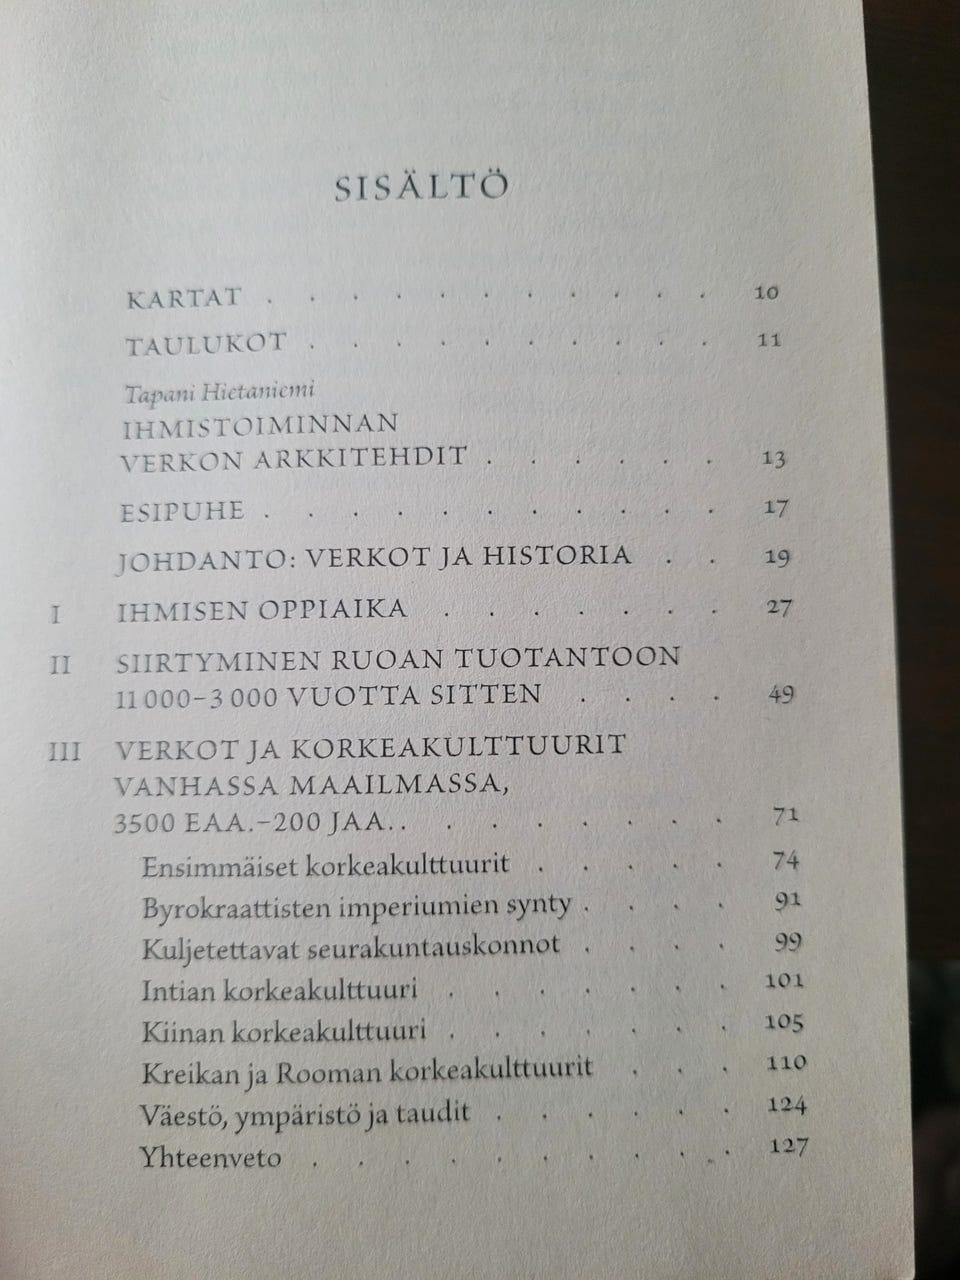 SISÄLTÖ
KARTAT . . . . . . . . . . . 10
TAULUKOT . . . . . . . . . . 11
Tapani Hietaniemi
IHMISTOIMINNAN
VERKON ARKKITEHDIT . . . . . . 13
ESIPUHE . . . . . . . . . . . 17
JOHDANTO: VERKOT JA HISTORIA . . 19
I IHMISEN OPPIAIKA . . . . . . . 27
II SIIRTYMINEN RUOAN TUOTANTOON
11 000–3 000 VUOTTA SITTEN . . . . 49
III VERKOT JA KORKEAKULTTUURIT
VANHASSA MAAILMASSA,
3500 EAA.–200 JAA. . . . . . . . . 71
Ensimmäiset korkeakulttuurit . . . . . 74
Byrokraattisten imperiumien synty . . . . 91
Kuljetettavat seurakuntauskonnot . . . . 99
Intian korkeakulttuuri . . . . . . . 101
Kiinan korkeakulttuuri . . . . . . . 105
Kreikan ja Rooman korkeakulttuurit . . . 110
Väestö, ympäristö ja taudit . . . . . . 124
Yhteenveto . . . . . . . . . . 127